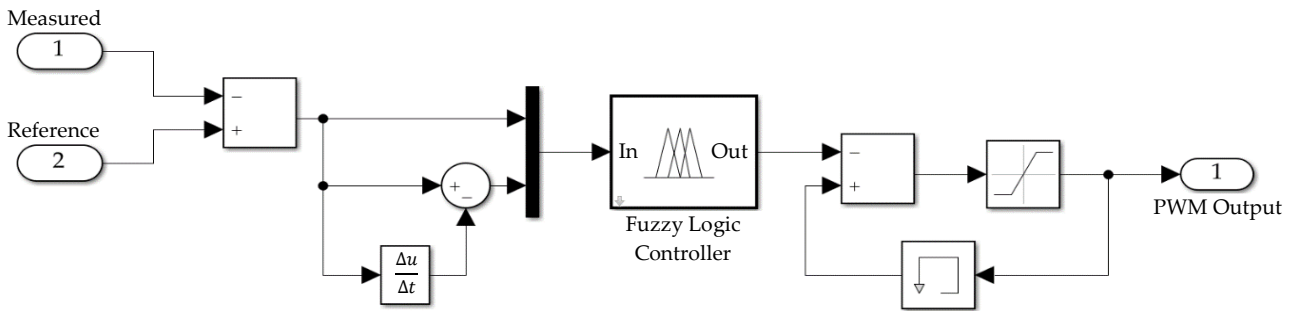 Measured
1
−
+
Reference
2
+
−
Δu
Δt
In
Out
Fuzzy Logic
Controller
−
+
1
PWM Output